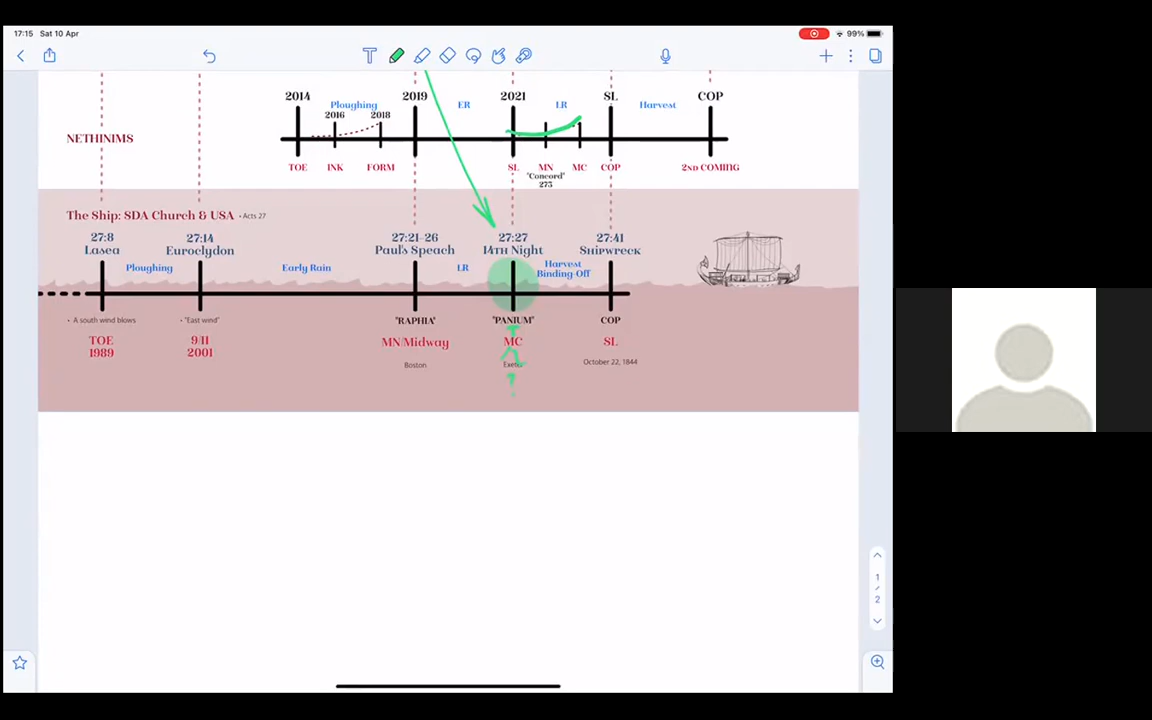 17:15 Sat 10 Apr
99%
2014 2019 2021 SL COP
Ploughing ER LR Harvest
2016 2018
NETHINIMS
TOE INK FORM SL MN MC COP 2ND COMING
"Concord"
273
The Ship: SDA Church & USA • Acts 27
27:8 27:14 27:21-26 27:27 27:41
Lasea Euroclydon Paul's Speach 14TH Night Shipwreck
Ploughing Early Rain LR Harvest
Binding-Off
• A south wind blows • "East wind" "RAPHIA" "PANIUM" COP
TOE 9/11 MN/Midway MC SL
1989 2001
Boston Exeter October 22, 1844
?
1
/
2